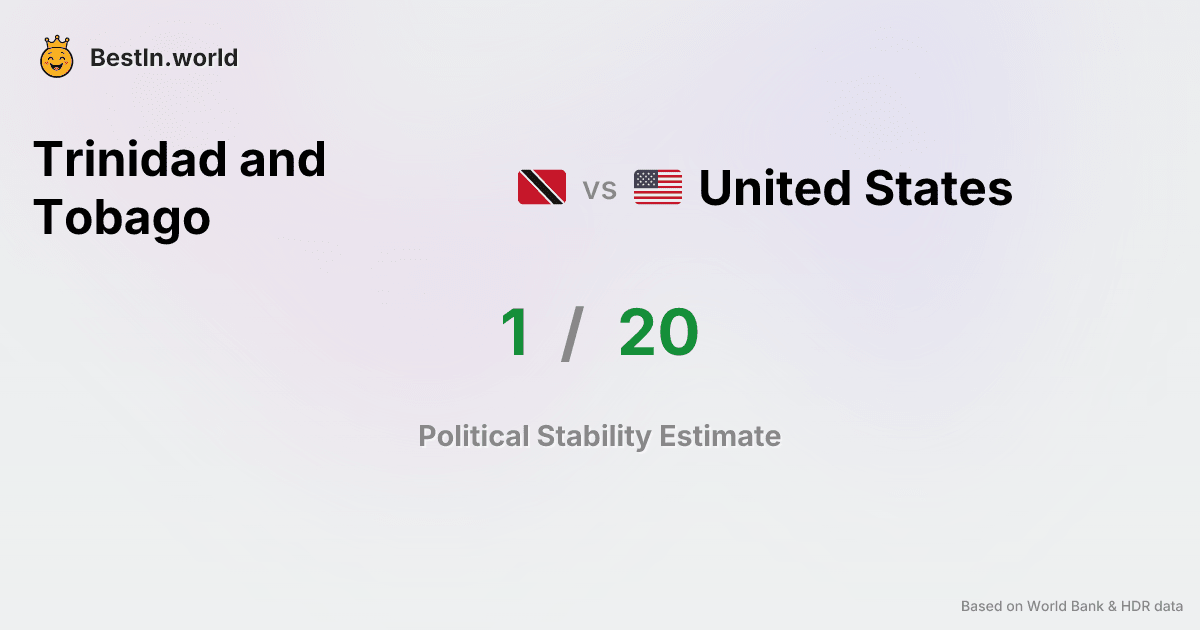 BestIn.world
Trinidad and
Tobago
vs
United States
1 / 20
Political Stability Estimate
Based on World Bank & HDR data